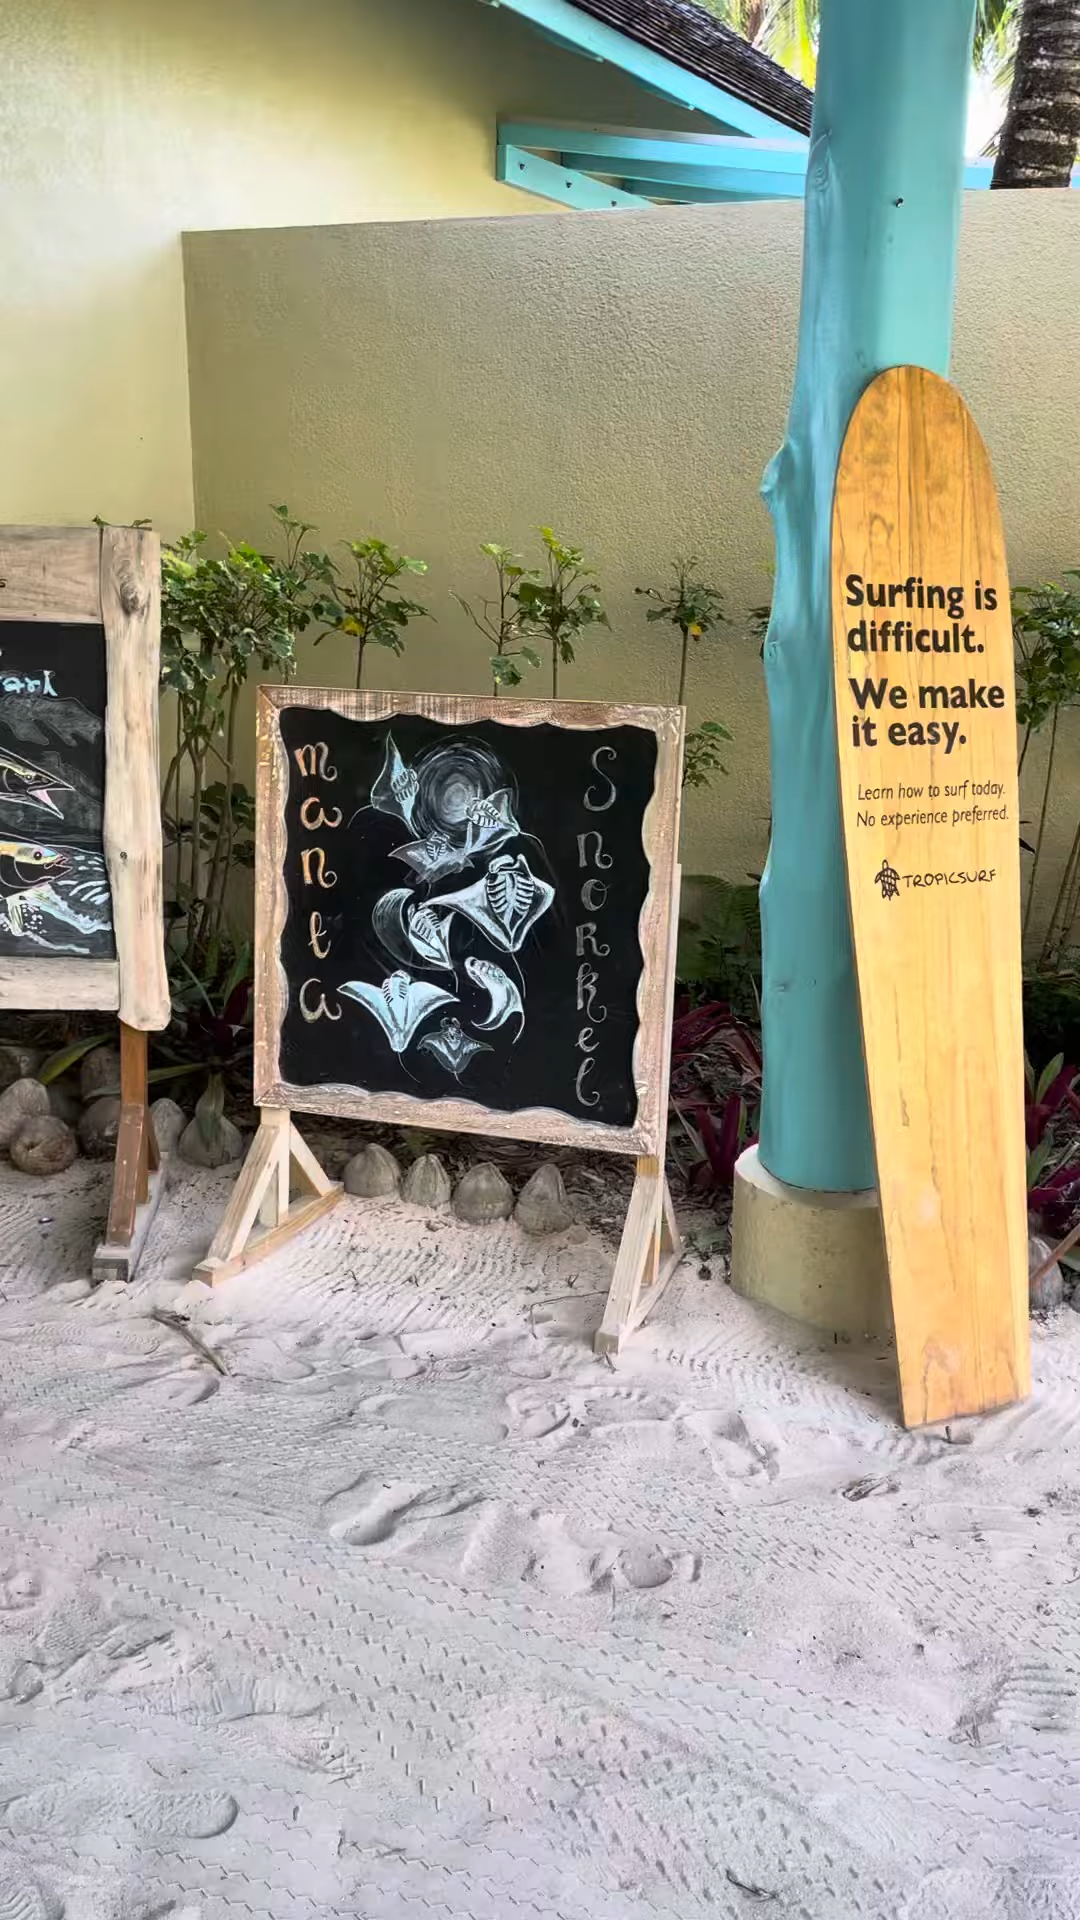 manta
Snorkel
Surfing is
difficult.
We make
it easy.
Learn how to surf today.
No experience preferred.
TROPICSURF